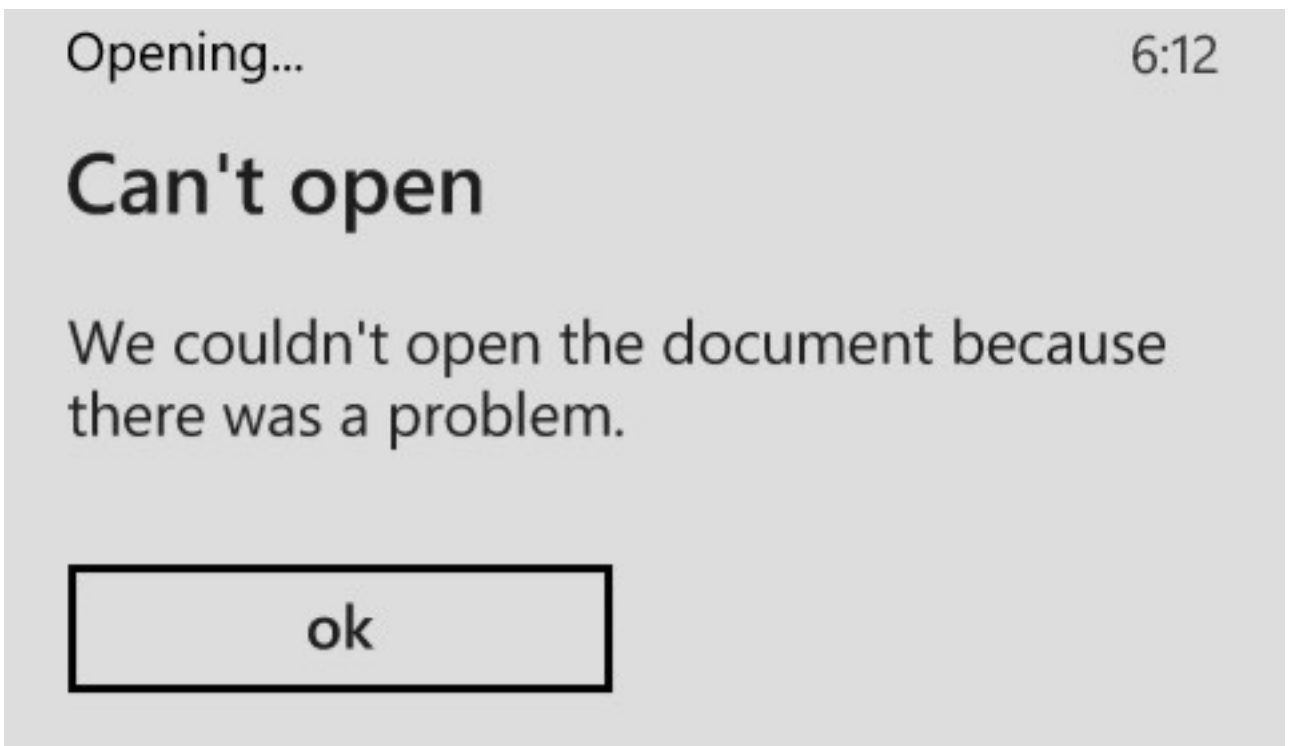 Opening...
6:12
Can't open
We couldn't open the document because
there was a problem.
ok